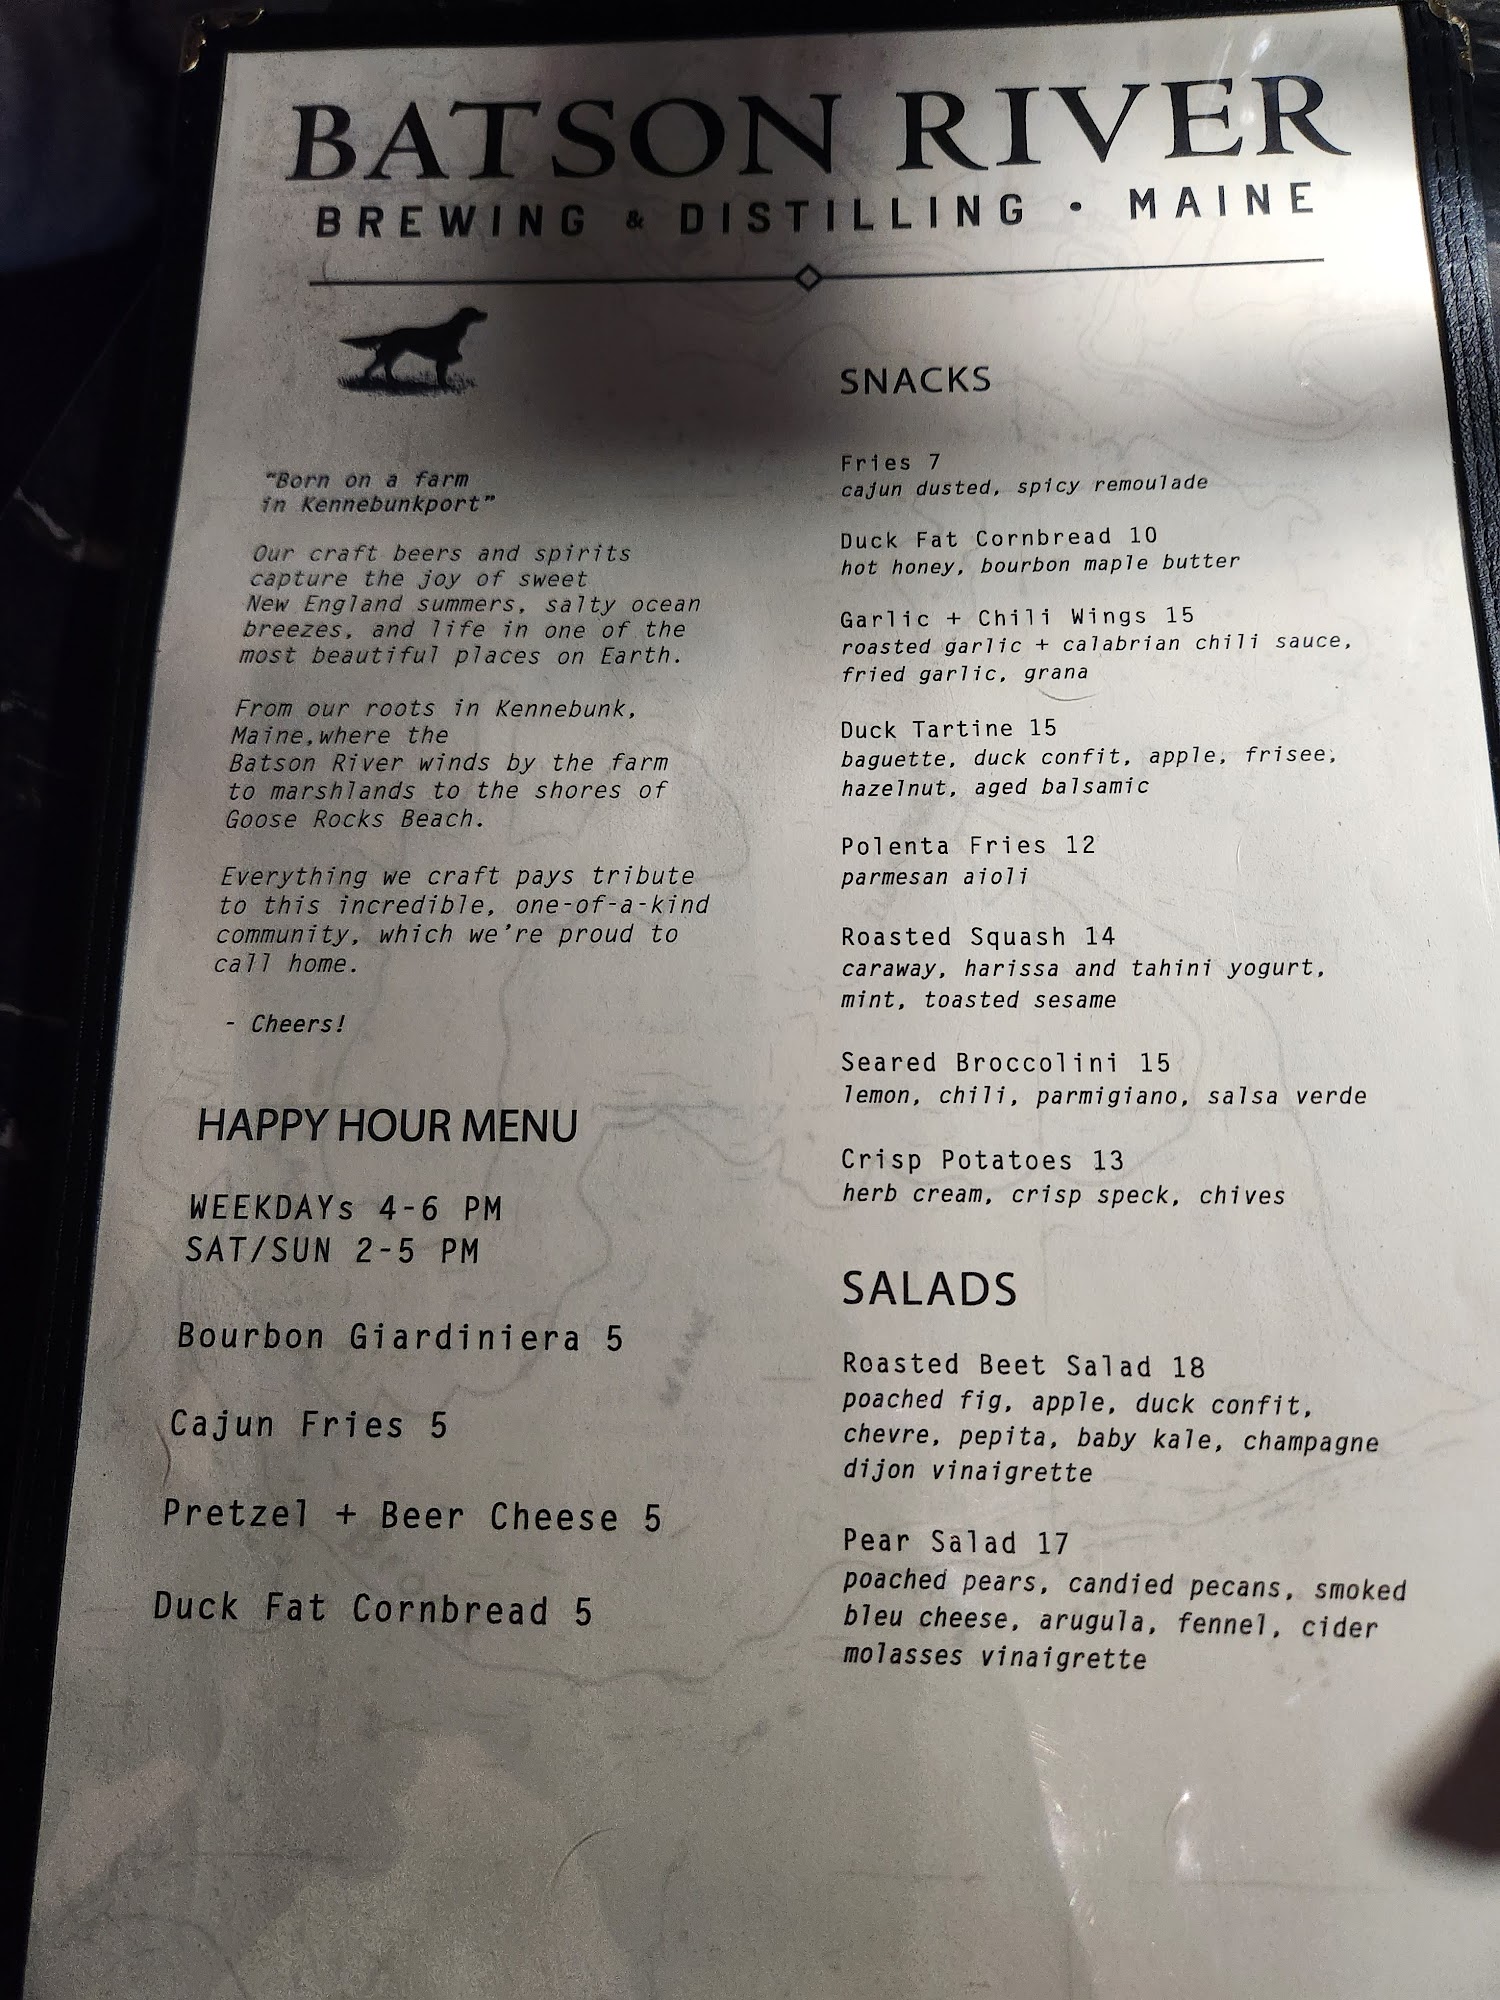 BATSON RIVER
BREWING & DISTILLING • MAINE
"Born on a farm
in Kennebunkport"
Our craft beers and spirits
capture the joy of sweet
New England summers, salty ocean
breezes, and life in one of the
most beautiful places on Earth.
From our roots in Kennebunk,
Maine,where the
Batson River winds by the farm
to marshlands to the shores of
Goose Rocks Beach.
Everything we craft pays tribute
to this incredible, one-of-a-kind
community, which we're proud to
call home.
- Cheers!
HAPPY HOUR MENU
WEEKDAYs 4-6 PM
SAT/SUN 2-5 PM
Bourbon Giardiniera 5
Cajun Fries 5
Pretzel + Beer Cheese 5
Duck Fat Cornbread 5
SNACKS
Fries 7
cajun dusted, spicy remoulade
Duck Fat Cornbread 10
hot honey, bourbon maple butter
Garlic + Chili Wings 15
roasted garlic + calabrian chili sauce,
fried garlic, grana
Duck Tartine 15
baguette, duck confit, apple, frisee,
hazelnut, aged balsamic
Polenta Fries 12
parmesan aioli
Roasted Squash 14
caraway, harissa and tahini yogurt,
mint, toasted sesame
Seared Broccolini 15
lemon, chili, parmigiano, salsa verde
Crisp Potatoes 13
herb cream, crisp speck, chives
SALADS
Roasted Beet Salad 18
poached fig, apple, duck confit,
chevre, pepita, baby kale, champagne
dijon vinaigrette
Pear Salad 17
poached pears, candied pecans, smoked
bleu cheese, arugula, fennel, cider
molasses vinaigrette